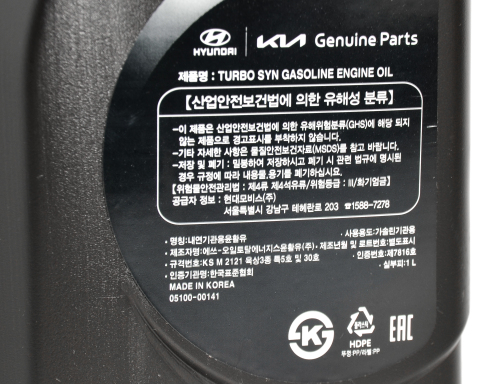 HYUNDAI KIA Genuine Parts
제품명 : TURBO SYN GASOLINE ENGINE OIL
【산업안전보건법에 의한 유해성 분류】
-이 제품은 산업안전보건법에 의한 유해위험분류(GHS)에 해당 되지
않는 제품으로 경고표시를 부착하지 않습니다.
-기타 자세한 사항은 물질안전보건자료(MSDS)를 참고 바랍니다.
-저장 및 폐기 : 밀봉하여 저장하시고 폐기 시 관련 법규에 명시된
경우 규정에 따라 내용물,용기를 폐기하십시오.
【위험물안전관리법 : 제4류 제4석유류/위험등급 : III/화기엄금】
공급자 정보 : 현대모비스(주)
서울특별시 강남구 테헤란로 203 ☎1588-7278
· 명칭:내연기관용윤활유 · 사용용도:가솔린기관용
· 제조자명:에쓰-오일토탈에너지스윤활유(주) · 제조년월 및 로트번호:별도표시
· 규격번호:KS M 2121 육상3종 특5호 및 30호 · 인증번호:제7816호
· 인증기관명:한국표준협회 · 실부피:1 L
MADE IN KOREA
05100-00141
K
플라스틱
HDPE
뚜껑 PP/라벨 PP
EAC